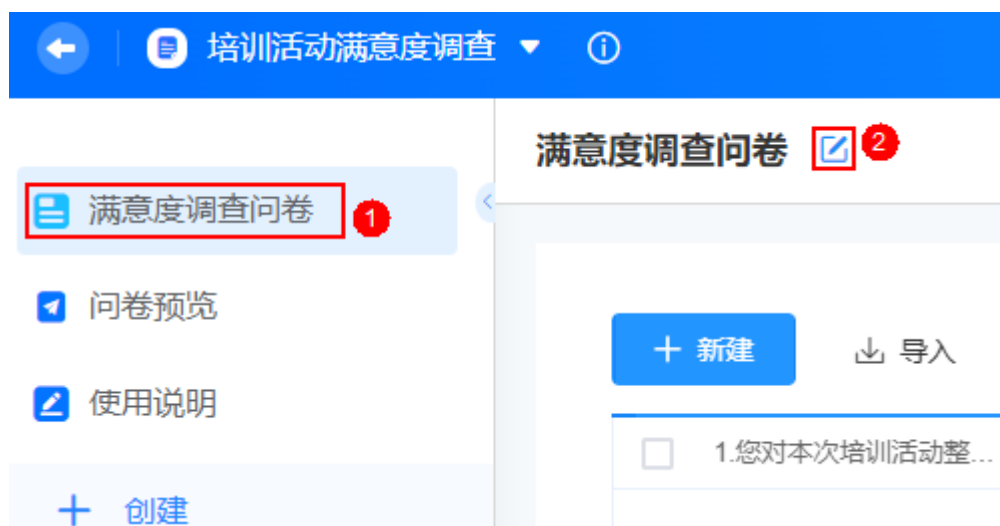 培训活动满意度调查
满意度调查问卷 2
满意度调查问卷 1
问卷预览
使用说明
创建
新建 导入
1.您对本次培训活动整...